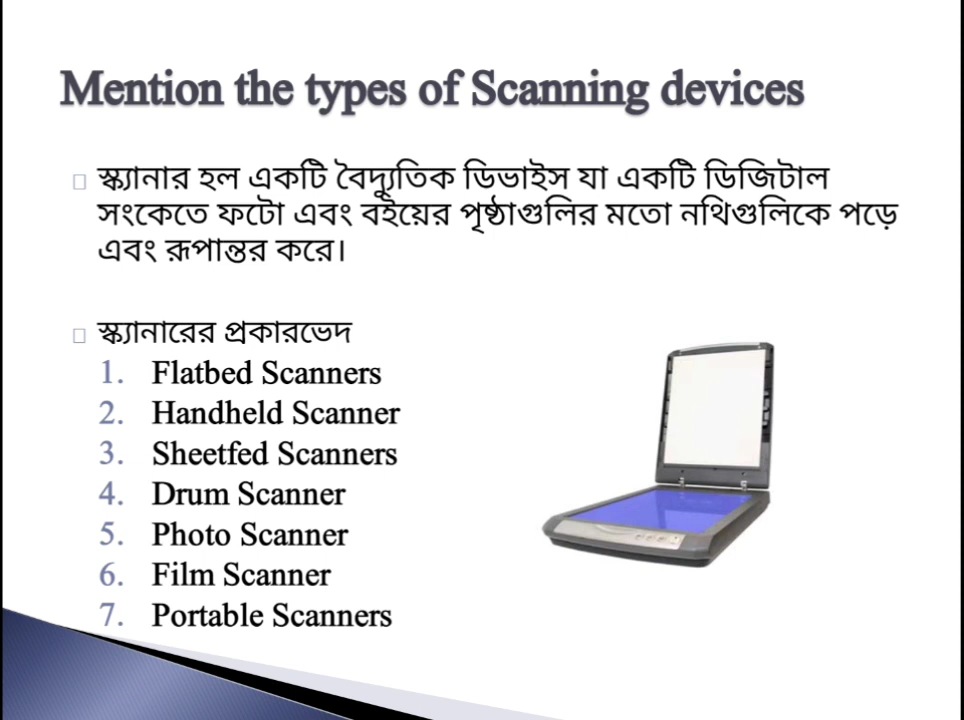 Mention the types of Scanning devices
স্ক্যানার হল একটি বৈদ্যুতিক ডিভাইস যা একটি ডিজিটাল
সংকেতে ফটো এবং বইয়ের পৃষ্ঠাগুলির মতো নথিগুলিকে পড়ে
এবং রূপান্তর করে।
স্ক্যানারের প্রকারভেদ
1. Flatbed Scanners
2. Handheld Scanner
3. Sheetfed Scanners
4. Drum Scanner
5. Photo Scanner
6. Film Scanner
7. Portable Scanners